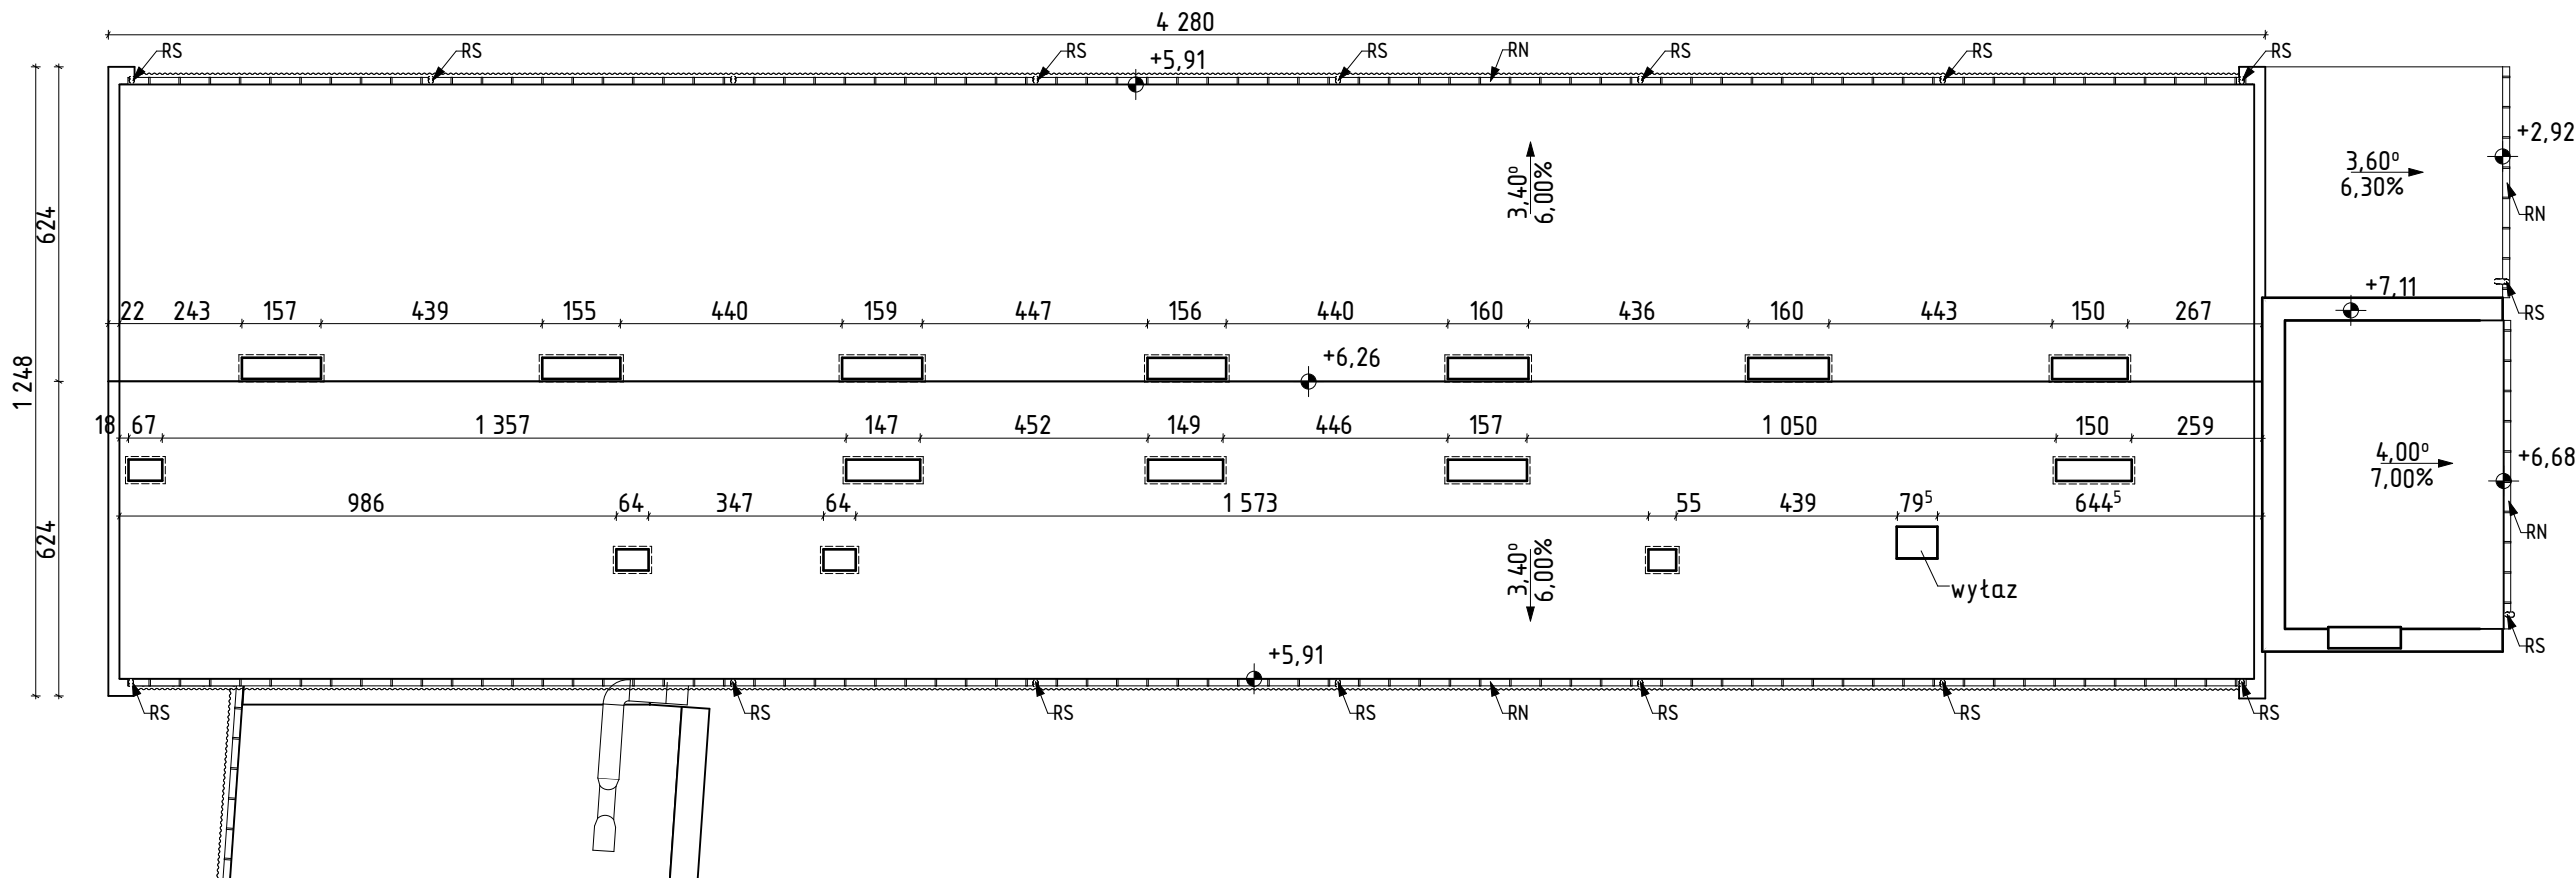 4 280
RS
RS
+5,91
RS
RS
RN
RS
RS
RS
+2,92
3,60°
6,30%
RN
624
3,40°
6,00%
+7,11
RS
22 243 157 439 155 440 159 447 156 440 160 436 160 443 150 267
1 248
+6,26
18 67 1 357 147 452 149 446 157 1 050 150 259
4,00°
7,00%
+6,68
986 64 347 64 1 573 55 439 79⁵ 644⁵
RN
624
3,40°
6,00%
wyłaz
+5,91
RS
RS
RS
RS
RS
RN
RS
RS
RS